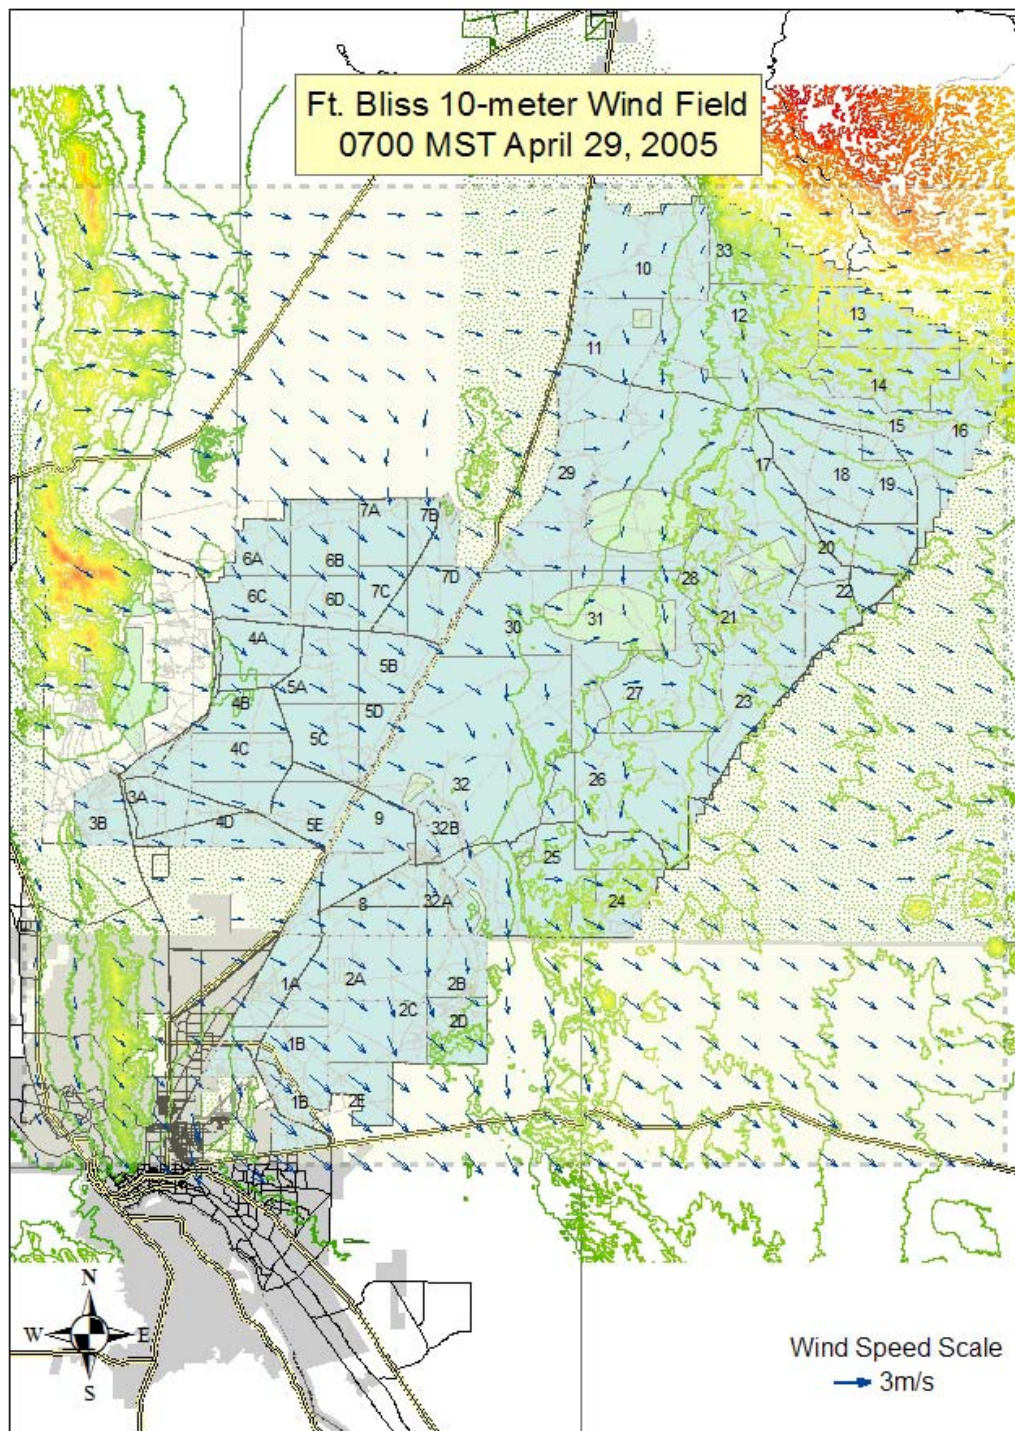 Ft. Bliss 10-meter Wind Field
0700 MST April 29, 2005
33
10
12
13
11
14
15
16
29
17
18
19
7A
7B
6A
6B
7D
20
28
6C
6D
7C
22
30
31
21
4A
5B
5A
27
23
4B
5D
4C
5C
32
26
3A
3B
4D
5E
9
32B
25
8
32A
24
1A
2A
2B
2C
2D
1B
1B
2E
N
W
E
S
Wind Speed Scale
3m/s